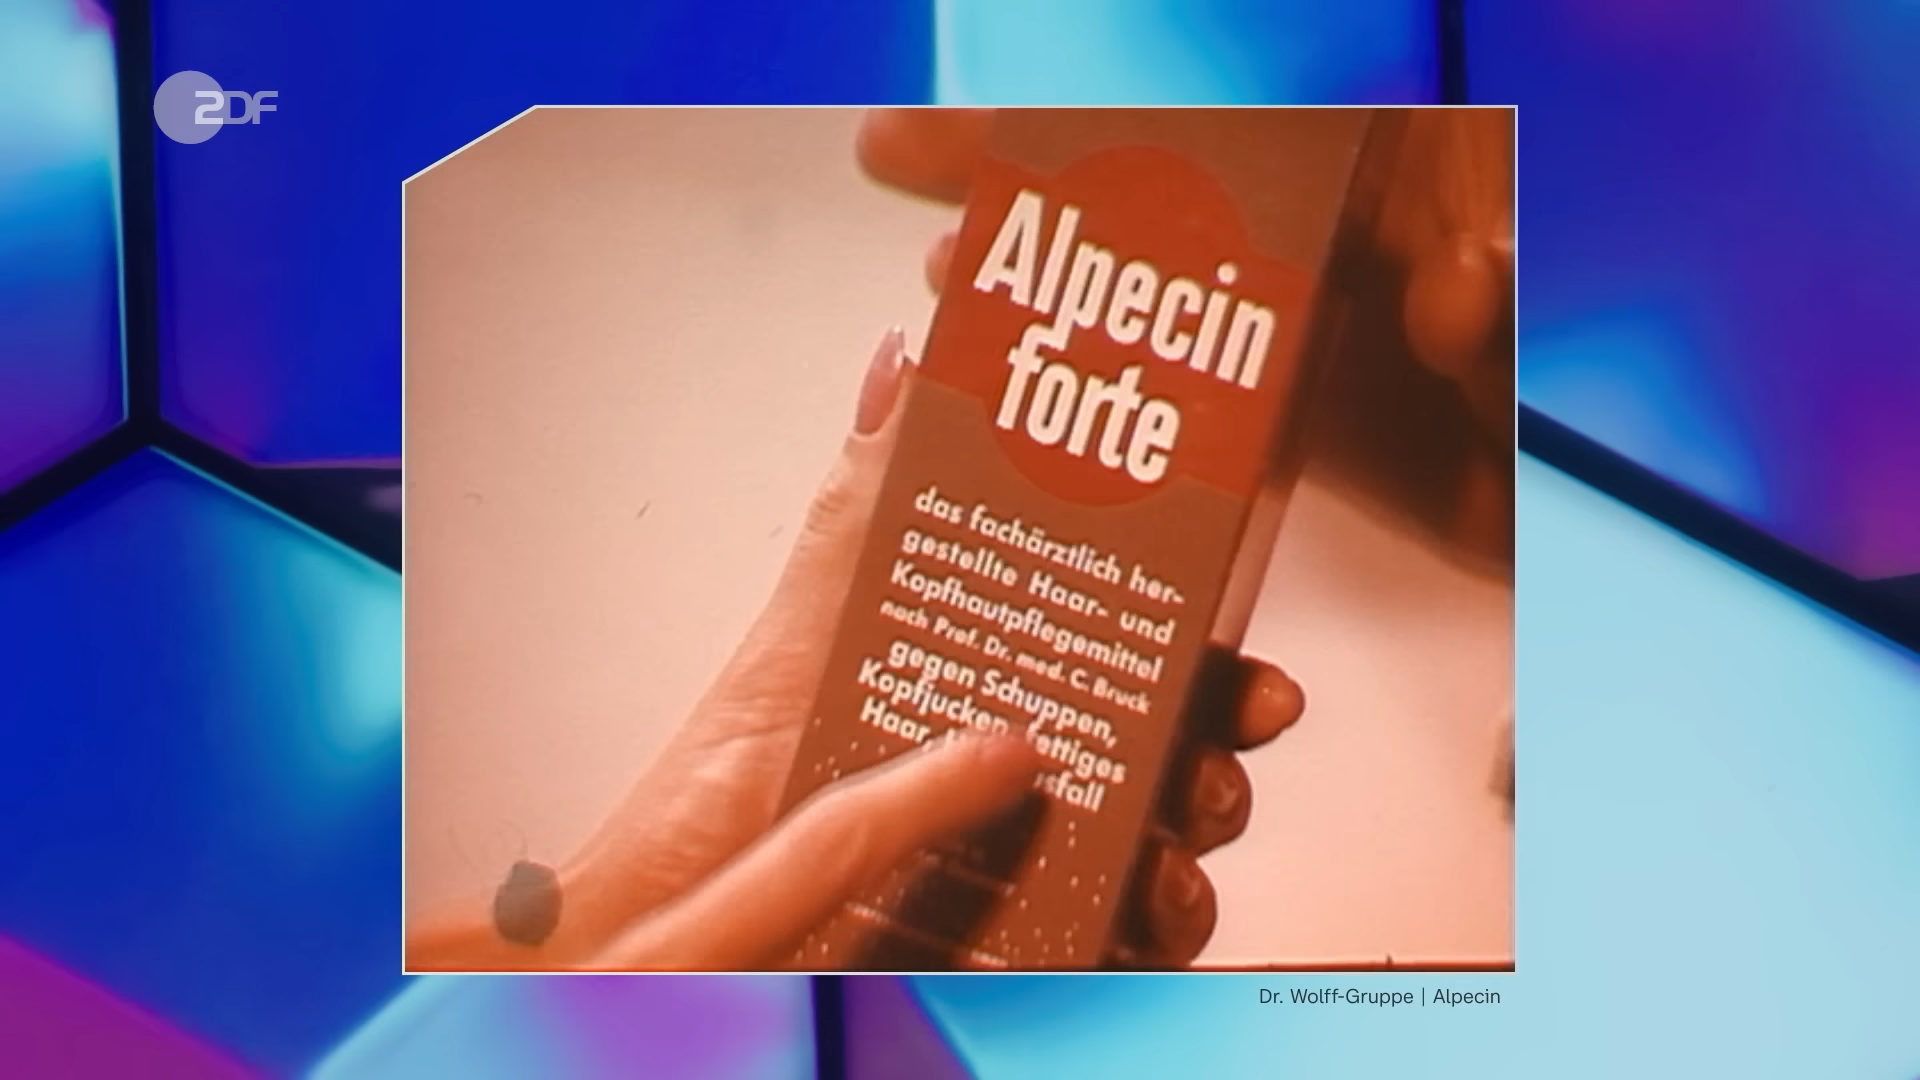 ZDF
Alpecin
forte
das fachärztlich her-
gestellte Haar- und
Kopfhautpflegemittel
nach Prof. Dr. med. C. Bruck
gegen Schuppen,
Kopfjucken, fettiges
Haar,
Dr. Wolff-Gruppe | Alpecin